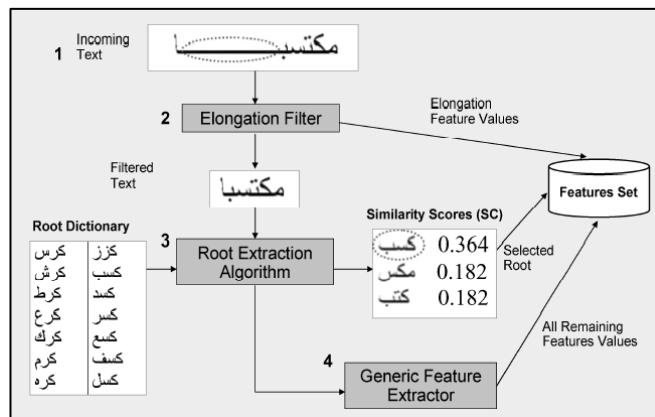 1 Incoming Text
مكتسبـــــــــــــا
2 Elongation Filter
Elongation Feature Values
Filtered Text
مكتسبا
Features Set
Root Dictionary
كرس كزز
كرش كسب
كرط كسد
كرع كسر
كرك كسع
كرم كسف
كره كسل
3 Root Extraction Algorithm
Similarity Scores (SC)
كسب 0.364
مكس 0.182
كتب 0.182
Selected Root
4 Generic Feature Extractor
All Remaining Features Values